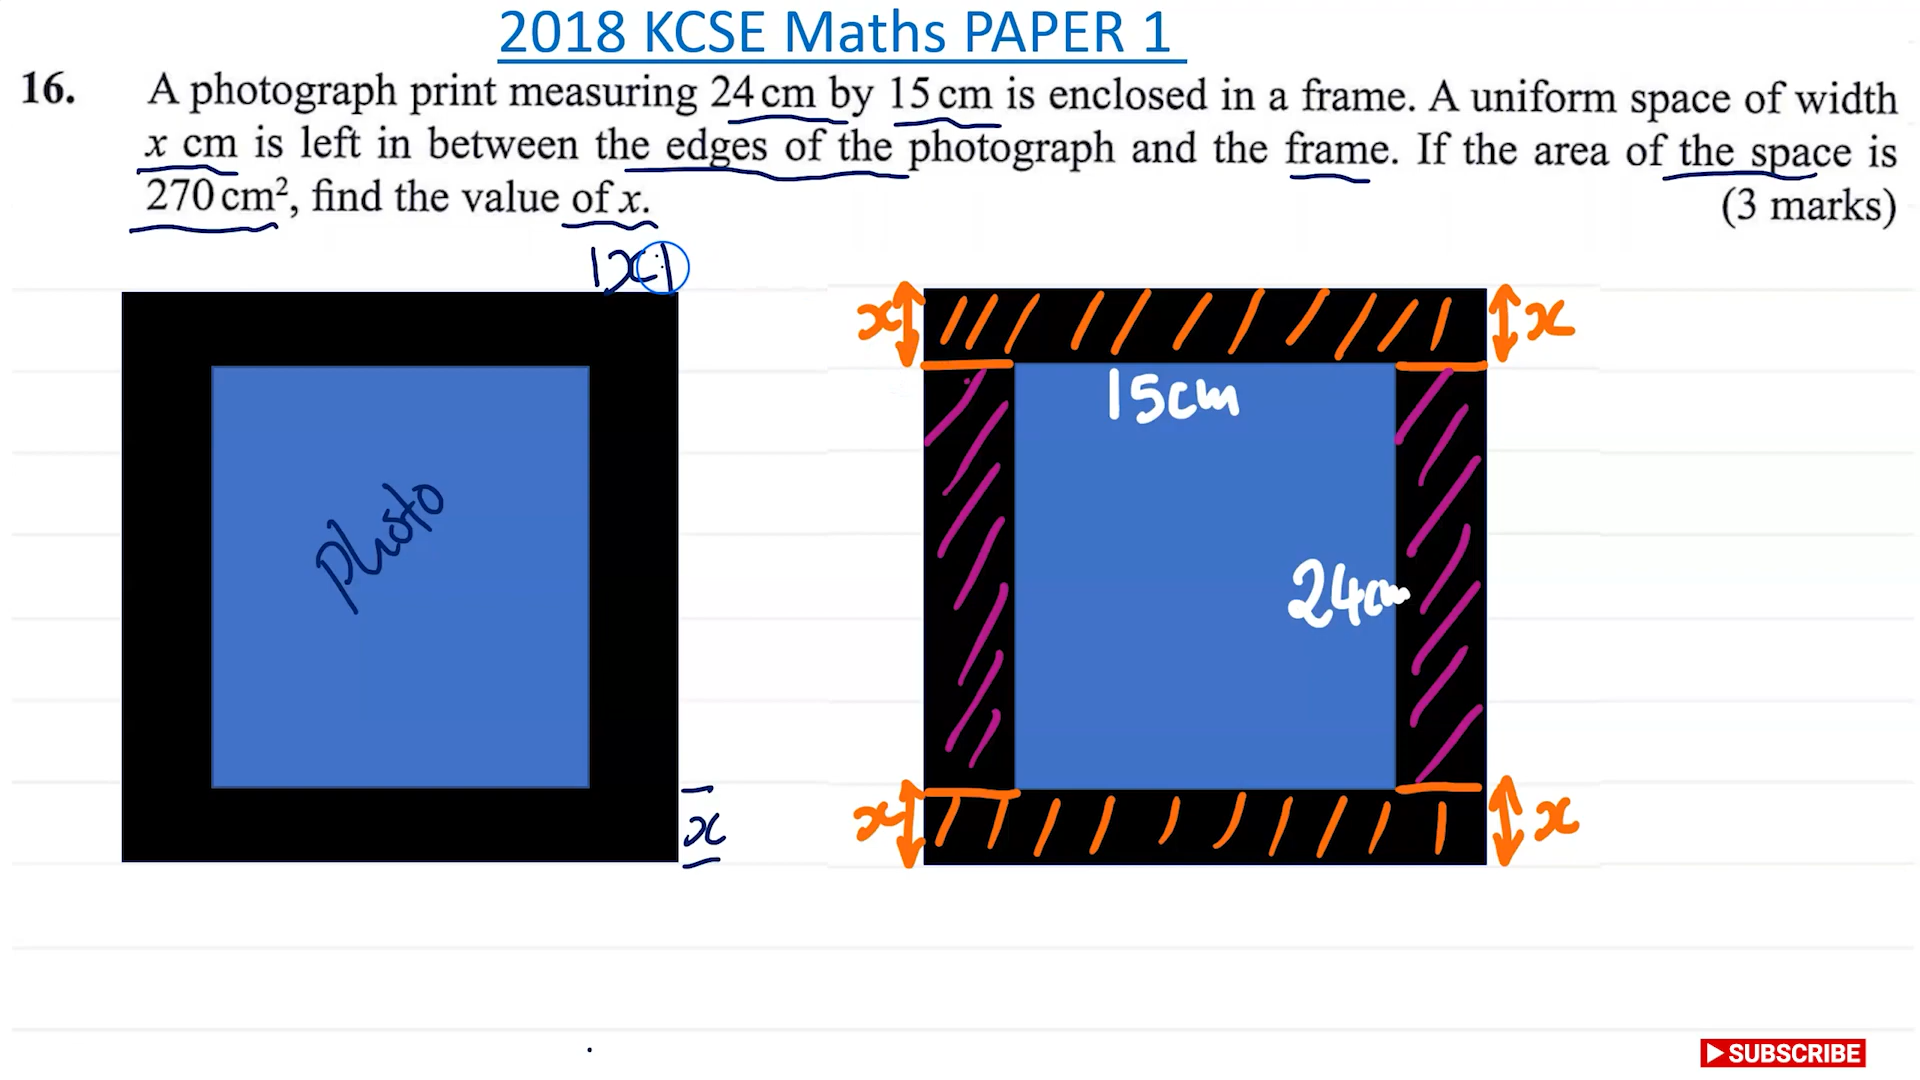 2018 KCSE Maths PAPER 1
16. A photograph print measuring 24 cm by 15 cm is enclosed in a frame. A uniform space of width
x cm is left in between the edges of the photograph and the frame. If the area of the space is
270 cm², find the value of x. (3 marks)
x
x x
15cm
Photo
24cm
x
x x
SUBSCRIBE